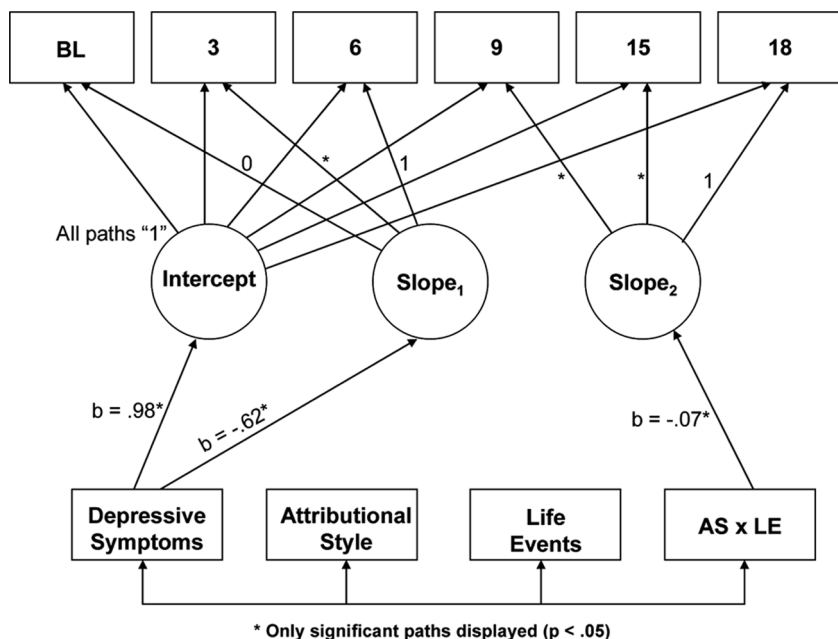 BL 3 6 9 15 18
0 * 1 * * 1
All paths “1”
Intercept Slope₁ Slope₂
b = .98* b = -.62* b = -.07*
Depressive
Symptoms
Attributional
Style
Life
Events
AS x LE
* Only significant paths displayed (p < .05)